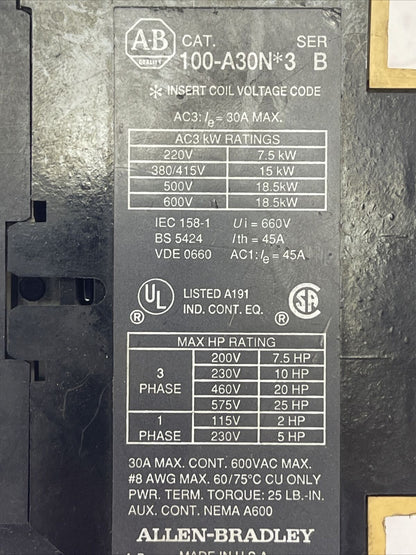 A-B
QUALITY
CAT. SER
100-A30N*3 B
* INSERT COIL VOLTAGE CODE
AC3: Ie = 30A MAX.
AC3 kW RATINGS
220V 7.5 kW
380/415V 15 kW
500V 18.5kW
600V 18.5kW
IEC 158-1 Ui = 660V
BS 5424 Ith = 45A
VDE 0660 AC1: Ie = 45A
UL ® LISTED A191
IND. CONT. EQ. SA ®
MAX HP RATING
3 PHASE
200V 7.5 HP
230V 10 HP
460V 20 HP
575V 25 HP
1 PHASE
115V 2 HP
230V 5 HP
30A MAX. CONT. 600VAC MAX.
#8 AWG MAX. 60/75°C CU ONLY
PWR. TERM. TORQUE: 25 LB.-IN.
AUX. CONT. NEMA A600
ALLEN-BRADLEY
MADE IN U.S.A.